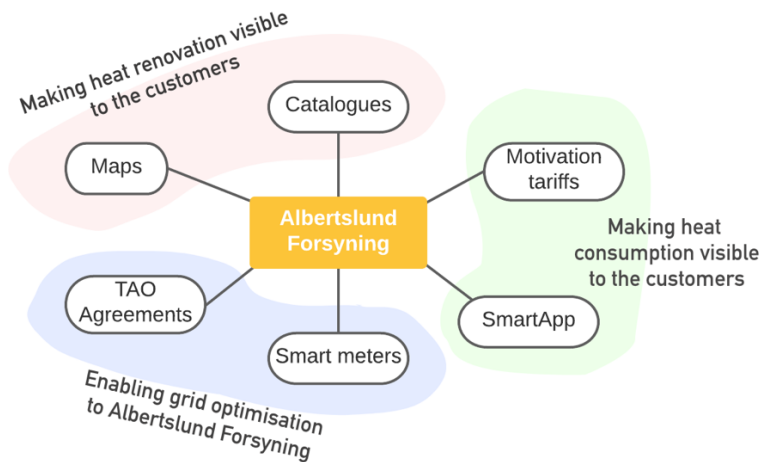 Making heat renovation visible
to the customers
Catalogues
Maps
Motivation
tariffs
Albertslund
Forsyning
Making heat
consumption visible
to the customers
TAO
Agreements
SmartApp
Smart meters
Enabling grid optimisation
to Albertslund Forsyning